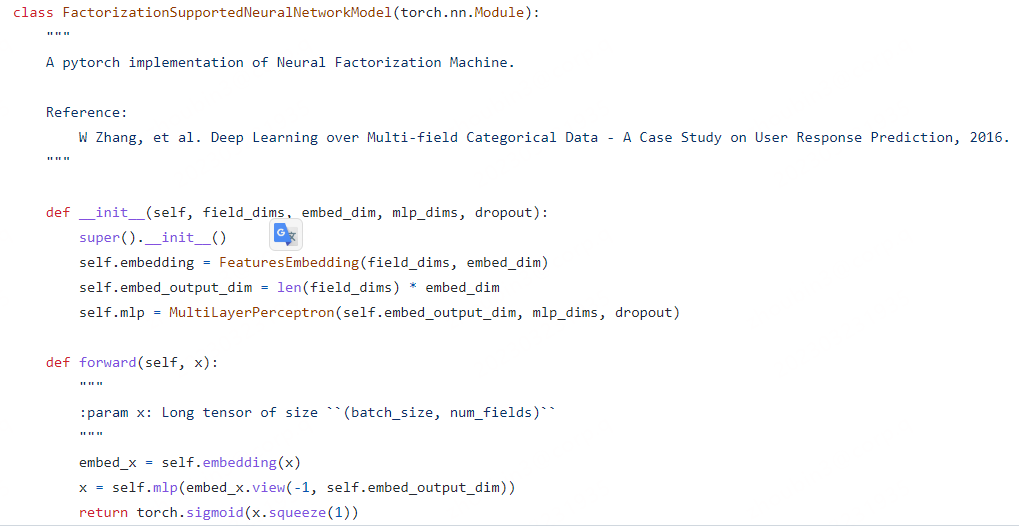 class FactorizationSupportedNeuralNetworkModel(torch.nn.Module):
"""
A pytorch implementation of Neural Factorization Machine.
Reference:
W Zhang, et al. Deep Learning over Multi-field Categorical Data - A Case Study on User Response Prediction, 2016.
"""
def __init__(self, field_dims, embed_dim, mlp_dims, dropout):
super().__init__()
self.embedding = FeaturesEmbedding(field_dims, embed_dim)
self.embed_output_dim = len(field_dims) * embed_dim
self.mlp = MultiLayerPerceptron(self.embed_output_dim, mlp_dims, dropout)
def forward(self, x):
"""
:param x: Long tensor of size ``(batch_size, num_fields)``
"""
embed_x = self.embedding(x)
x = self.mlp(embed_x.view(-1, self.embed_output_dim))
return torch.sigmoid(x.squeeze(1))